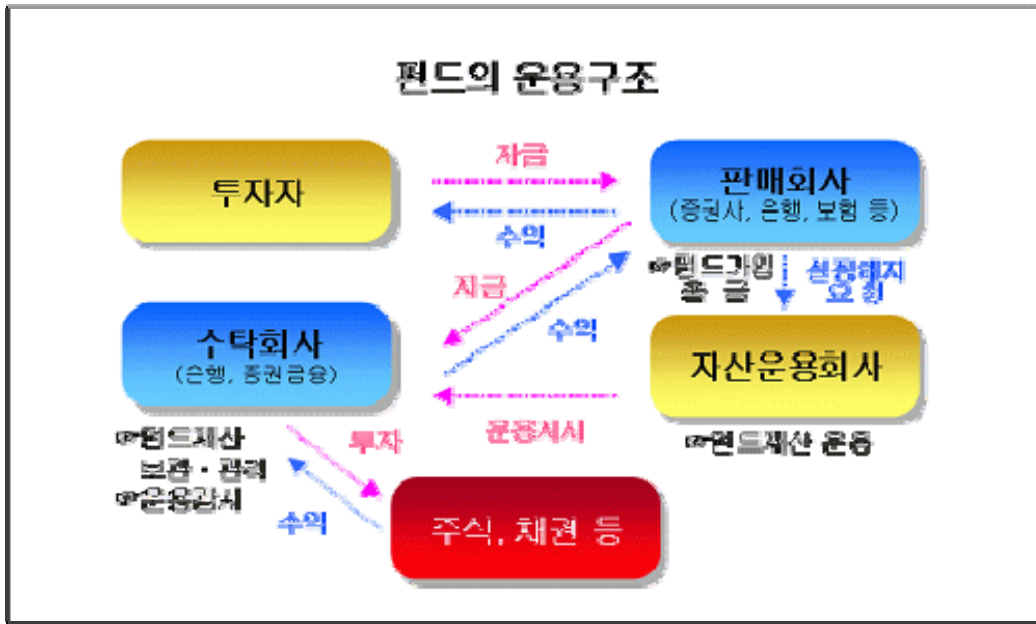 펀드의 운용구조
투자자
자금
수익
판매회사
(증권사, 은행, 보험 등)
☞펀드가입
설정해지
요청
자금
수익
수탁회사
(은행, 증권금융)
자산운용회사
운용지시
☞펀드재산
보관·관리
☞운용감시
투자
수익
☞펀드재산 운용
주식, 채권 등